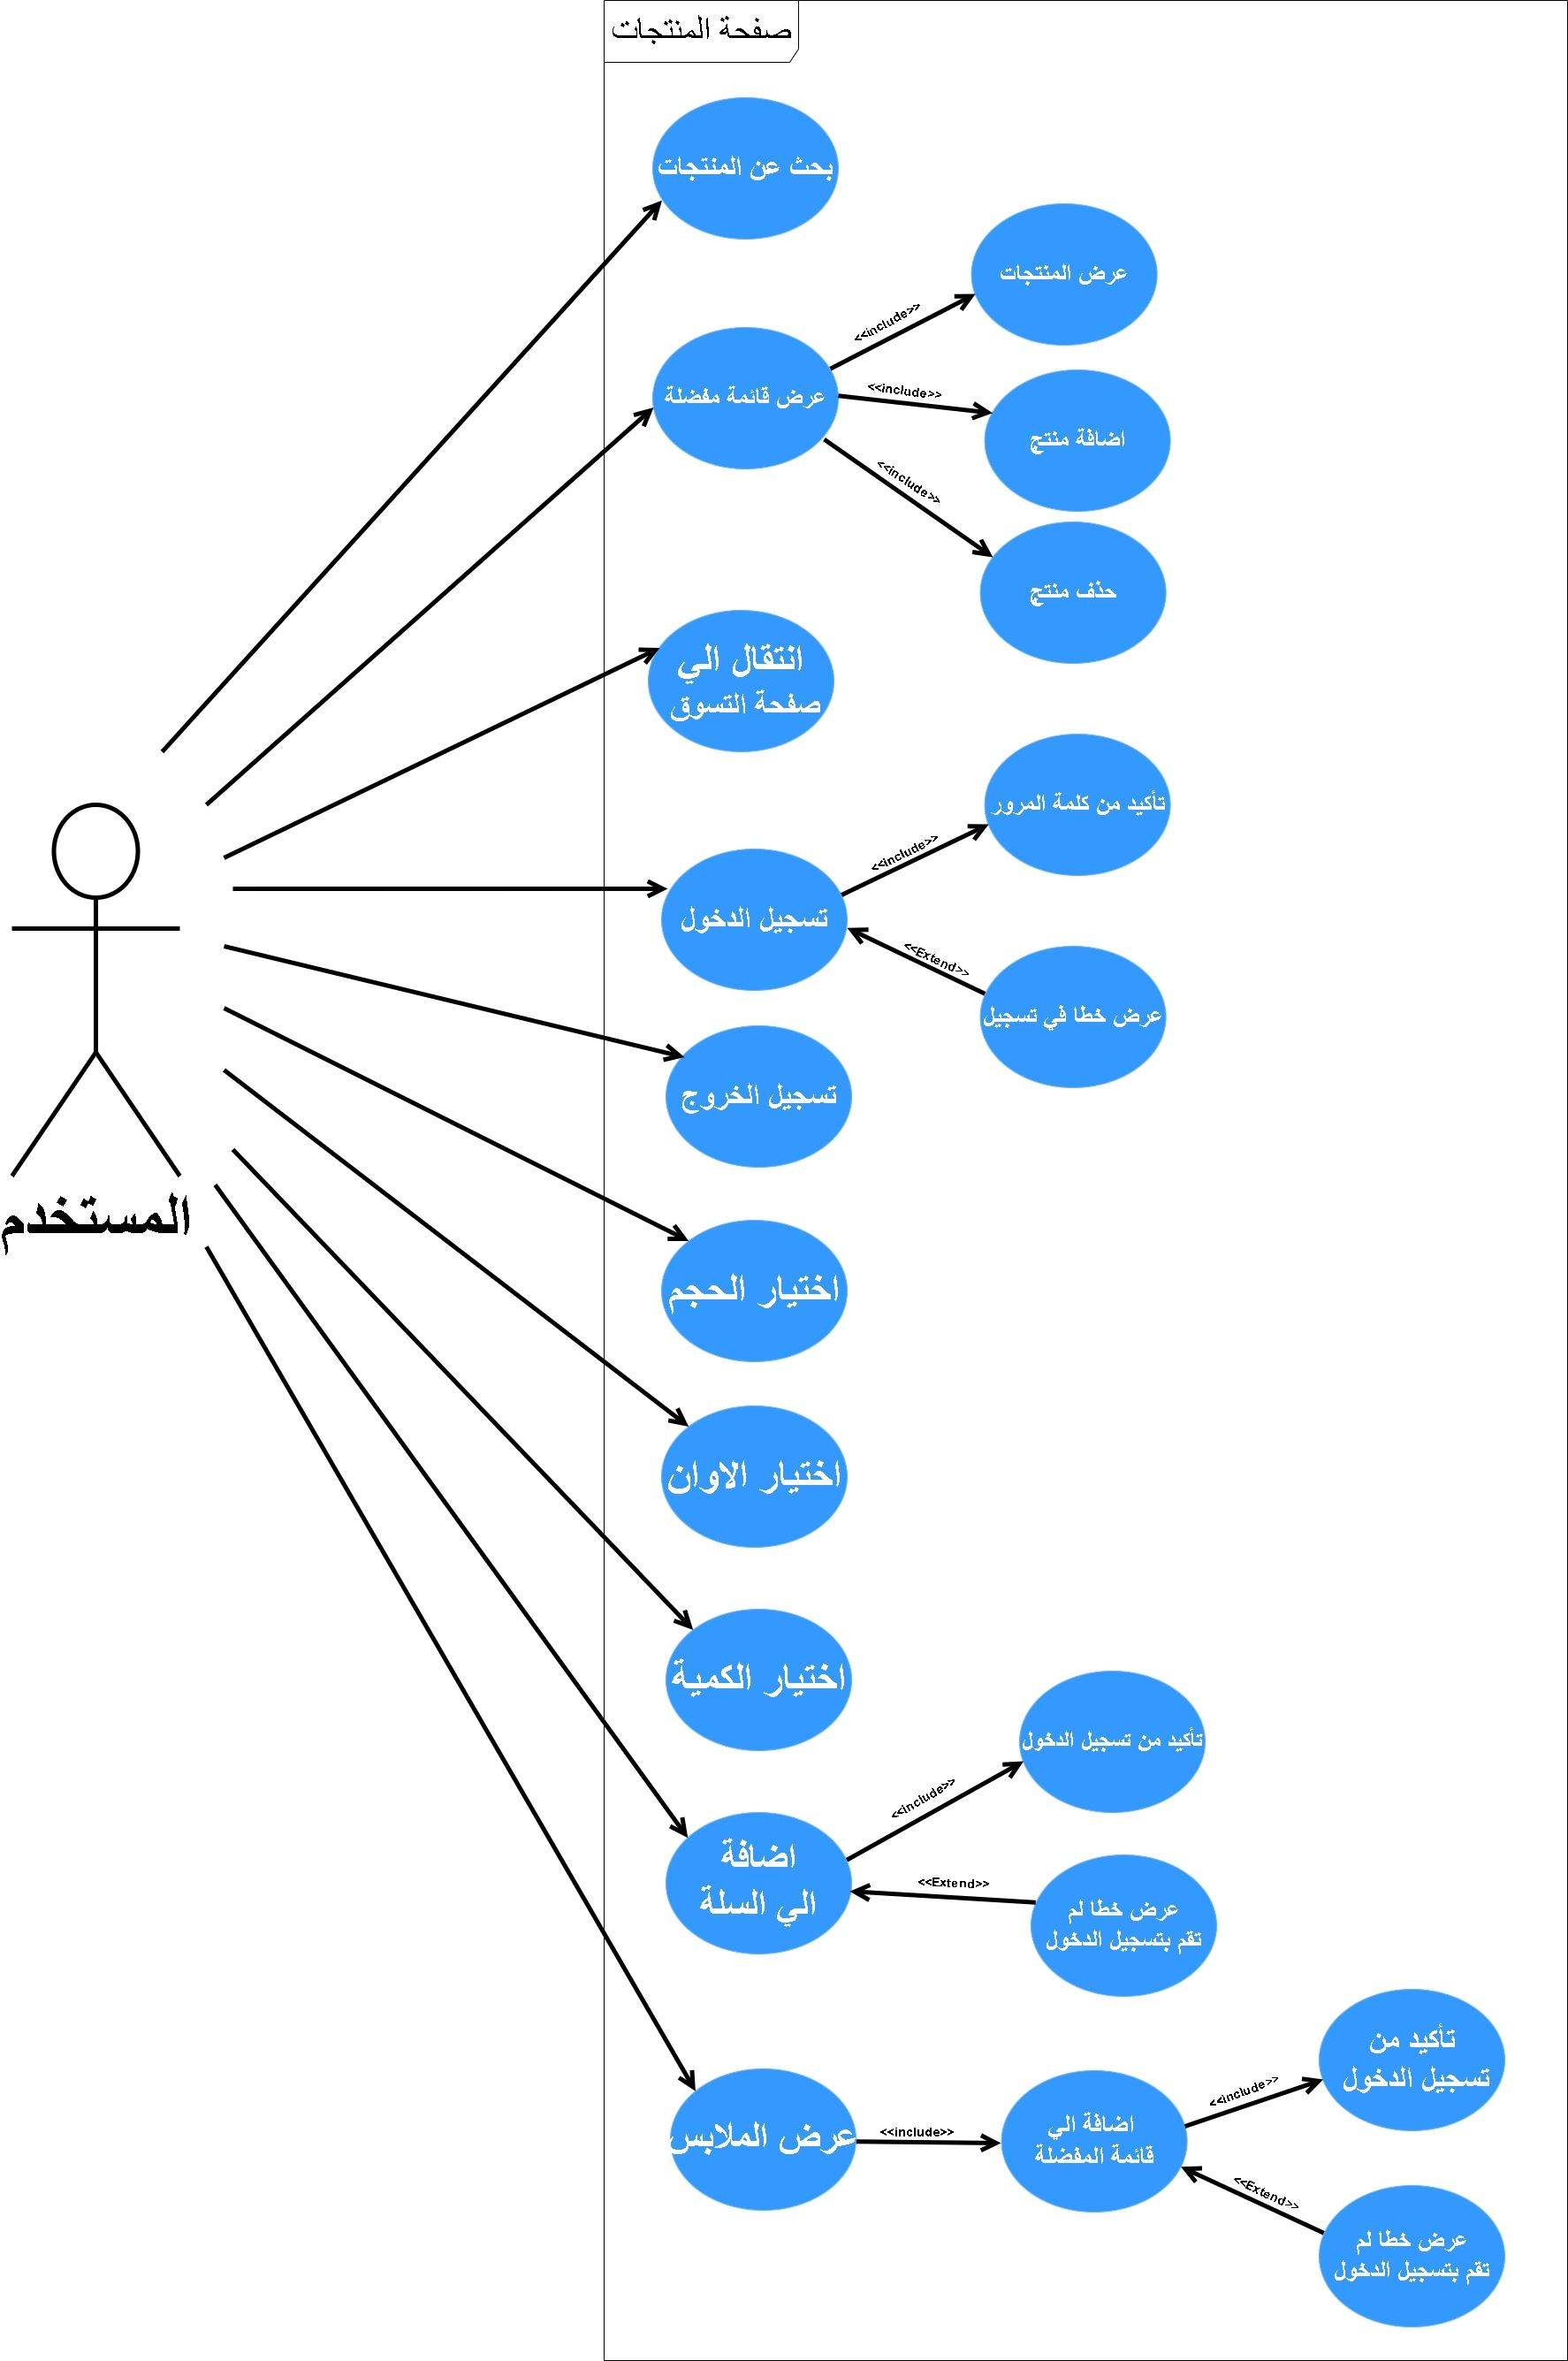 صفحة المنتجات
بحث عن المنتجات
عرض المنتجات
<<include>>
عرض قائمة مفضلة
<<include>>
اضافة منتج
<<include>>
حذف منتج
انتقال الي
صفحة التسوق
تأكيد من كلمة المرور
<<include>>
تسجيل الدخول
<<Extend>>
عرض خطا في تسجيل
تسجيل الخروج
المستخدم
اختيار الحجم
اختيار الاوان
اختيار الكمية
تأكيد من تسجيل الدخول
<<include>>
اضافة
الي السلة
<<Extend>>
عرض خطا لم
تقم بتسجيل الدخول
عرض الملابس
<<include>>
اضافة الي
قائمة المفضلة
<<include>>
تأكيد من
تسجيل الدخول
<<Extend>>
عرض خطا لم
تقم بتسجيل الدخول